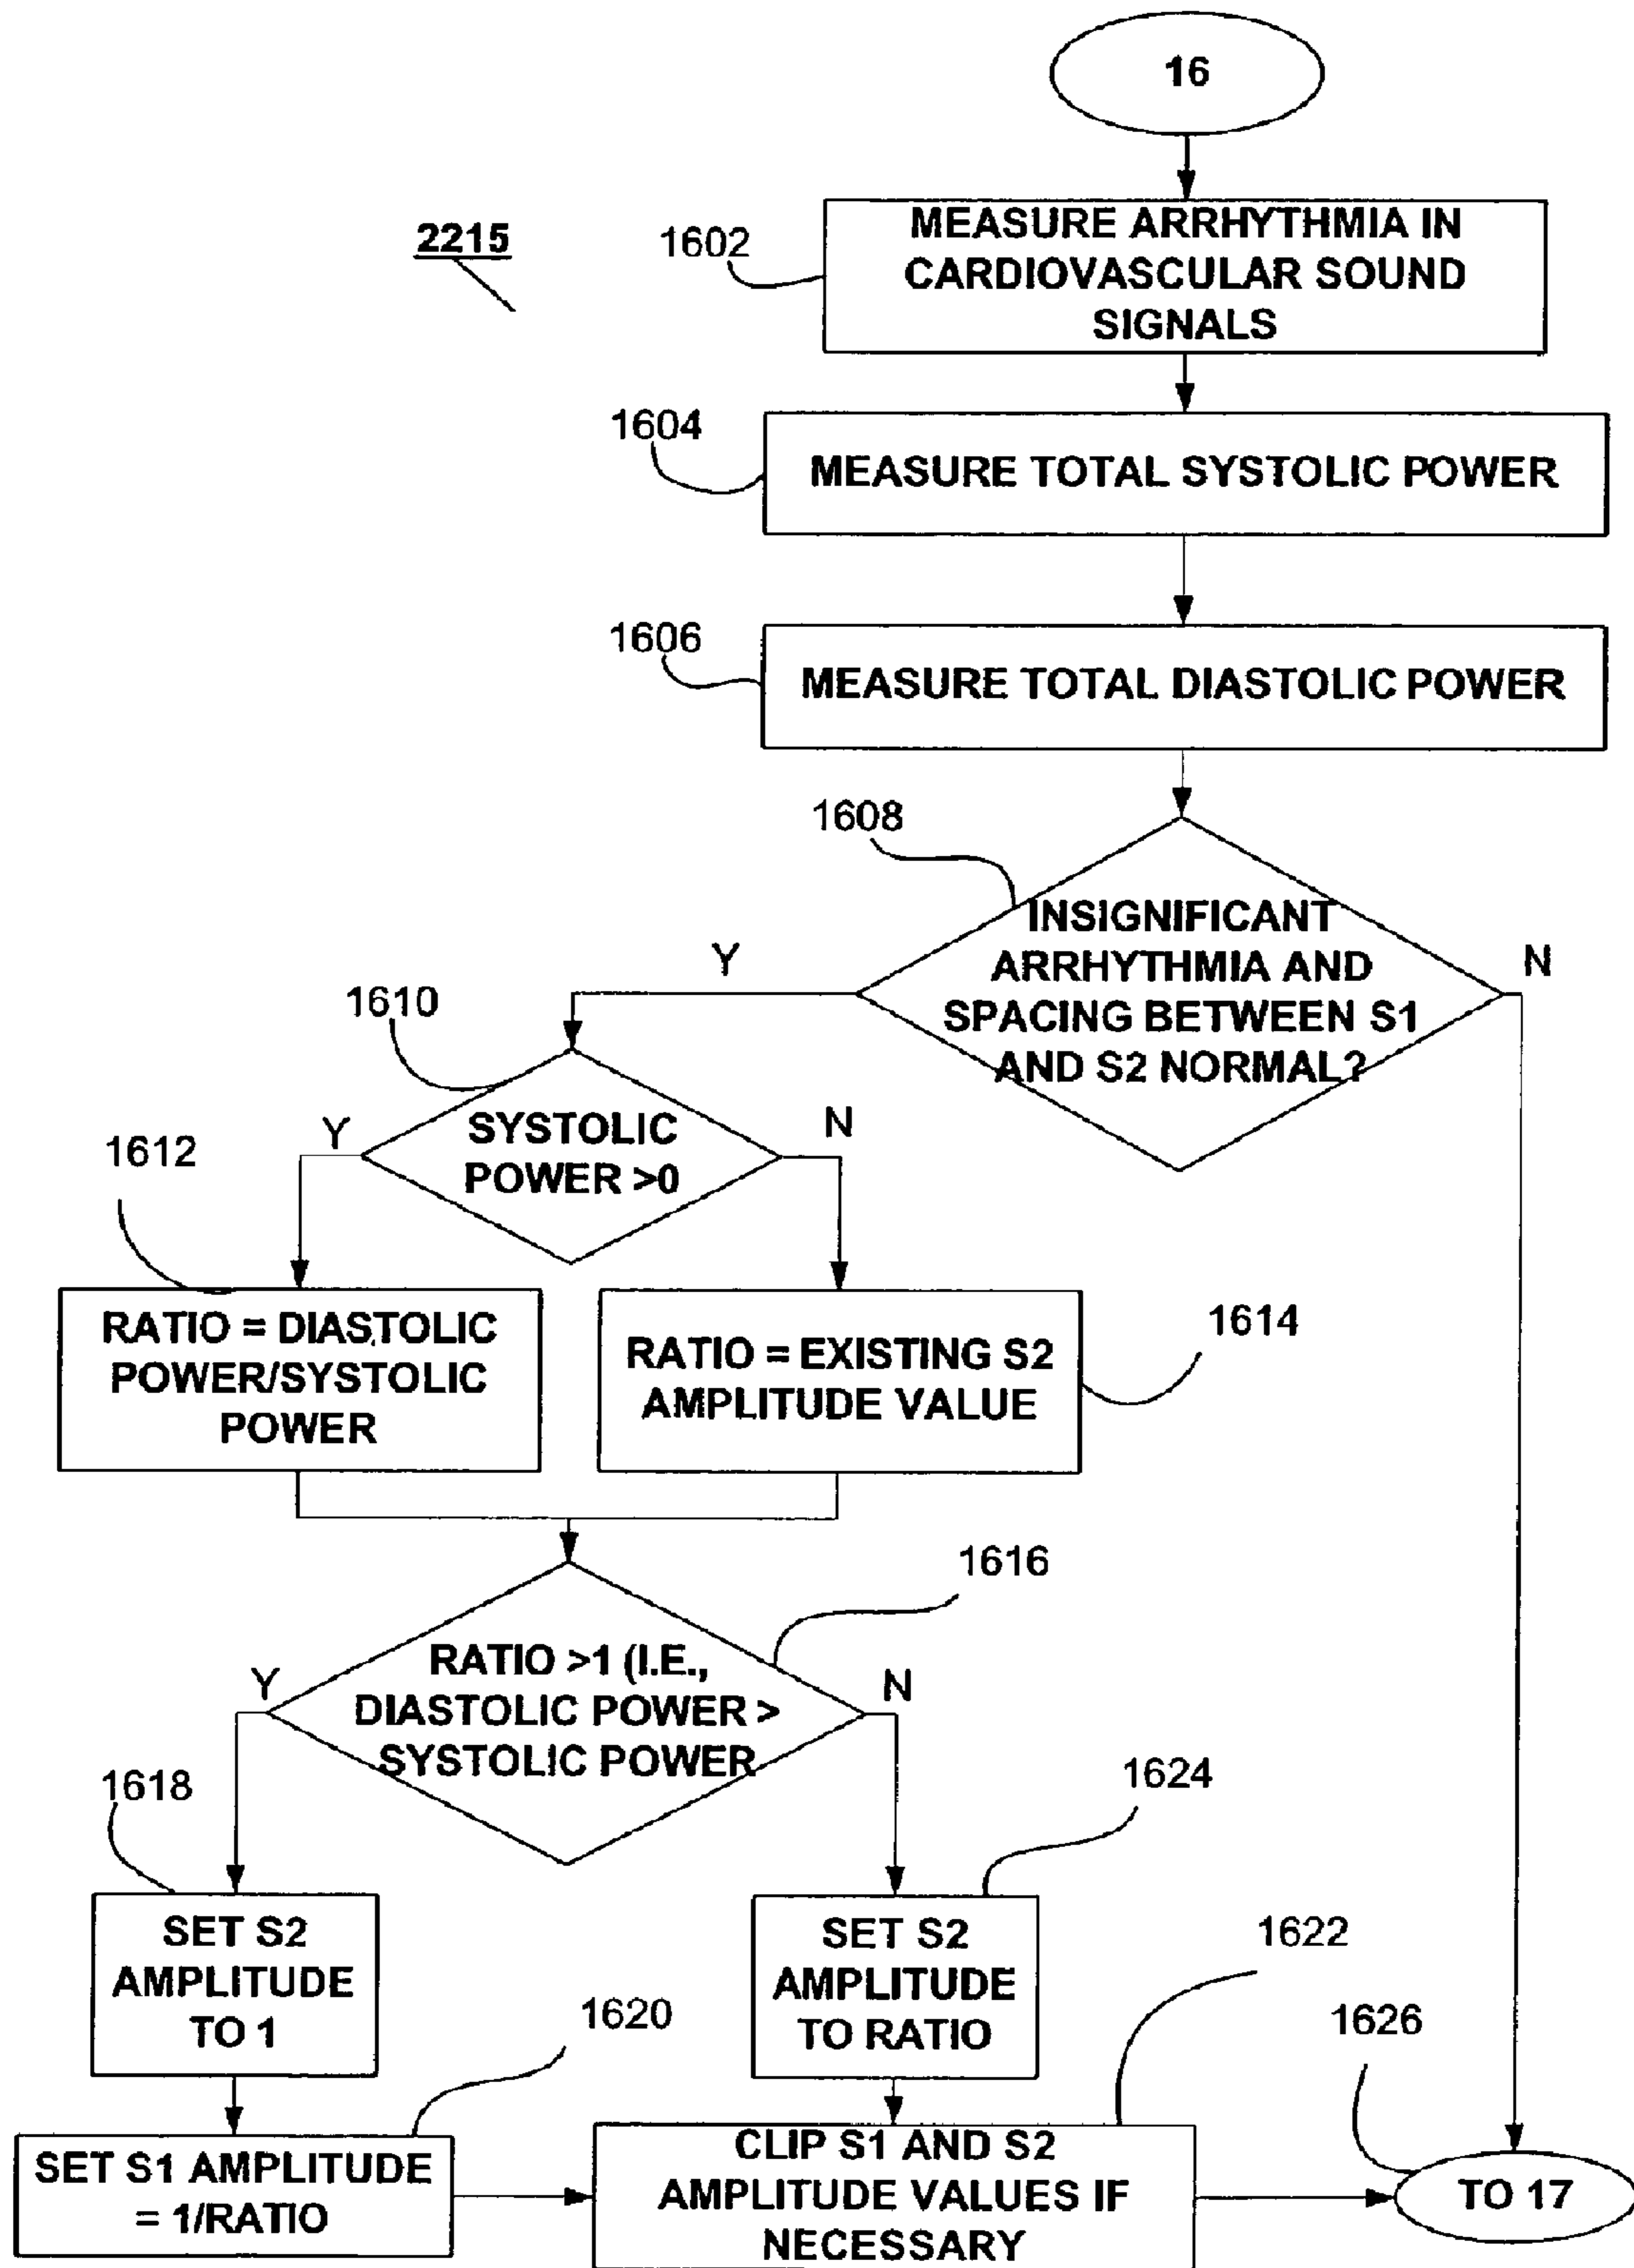 16
2215
1602
MEASURE ARRHYTHMIA IN
CARDIOVASCULAR SOUND
SIGNALS
1604
MEASURE TOTAL SYSTOLIC POWER
1606
MEASURE TOTAL DIASTOLIC POWER
1608
INSIGNIFICANT
ARRHYTHMIA AND
SPACING BETWEEN S1
AND S2 NORMAL?
Y
N
1610
SYSTOLIC
POWER >0
Y
N
1612
RATIO = DIASTOLIC
POWER/SYSTOLIC
POWER
RATIO = EXISTING S2
AMPLITUDE VALUE
1614
1616
RATIO >1 (I.E.,
DIASTOLIC POWER >
SYSTOLIC POWER
Y
N
1618
SET S2
AMPLITUDE
TO 1
1624
SET S2
AMPLITUDE
TO RATIO
1620
SET S1 AMPLITUDE
= 1/RATIO
1622
CLIP S1 AND S2
AMPLITUDE VALUES IF
NECESSARY
1626
TO 17